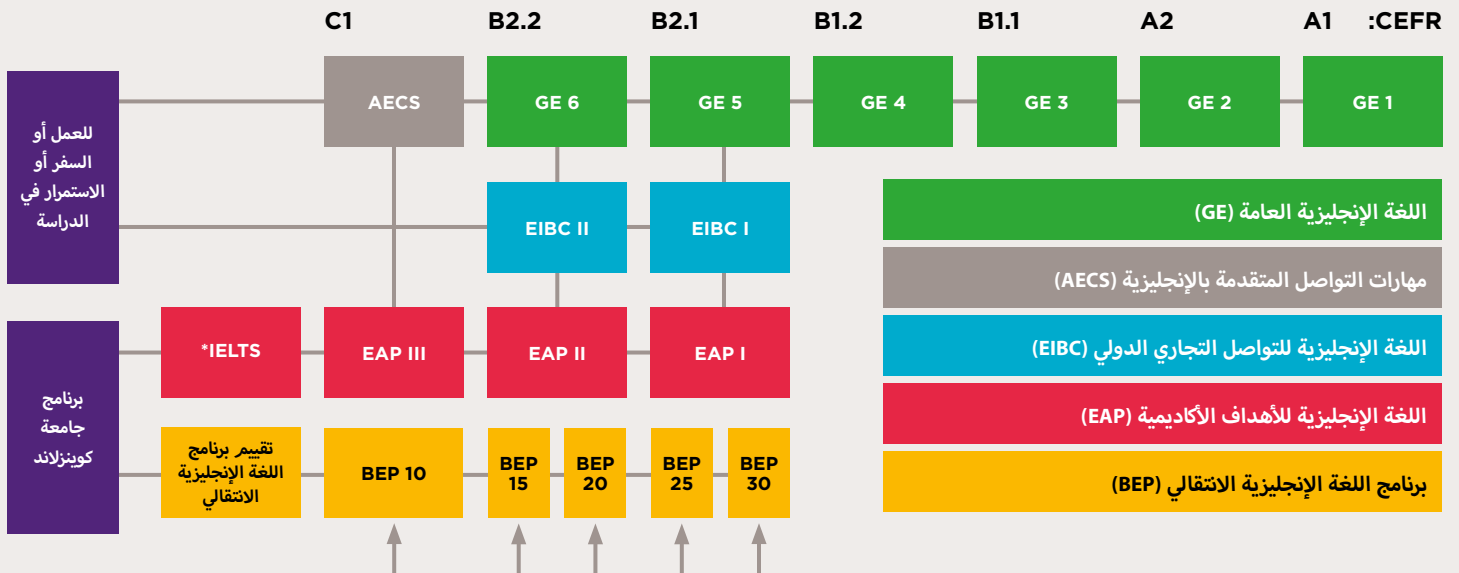 CEFR:
A1
A2
B1.1
B1.2
B2.1
B2.2
C1
GE 1
GE 2
GE 3
GE 4
GE 5
GE 6
AECS
للعمل أو
السفر أو
الاستمرار في
الدراسة
EIBC I
EIBC II
اللغة الإنجليزية العامة (GE)
مهارات التواصل المتقدمة بالإنجليزية (AECS)
اللغة الإنجليزية للتواصل التجاري الدولي (EIBC)
اللغة الإنجليزية للأهداف الأكاديمية (EAP)
برنامج اللغة الإنجليزية الانتقالي (BEP)
EAP I
EAP II
EAP III
IELTS*
برنامج
جامعة
كوينزلاند
BEP
30
BEP
25
BEP
20
BEP
15
BEP 10
تقييم برنامج
اللغة الإنجليزية
الانتقالي